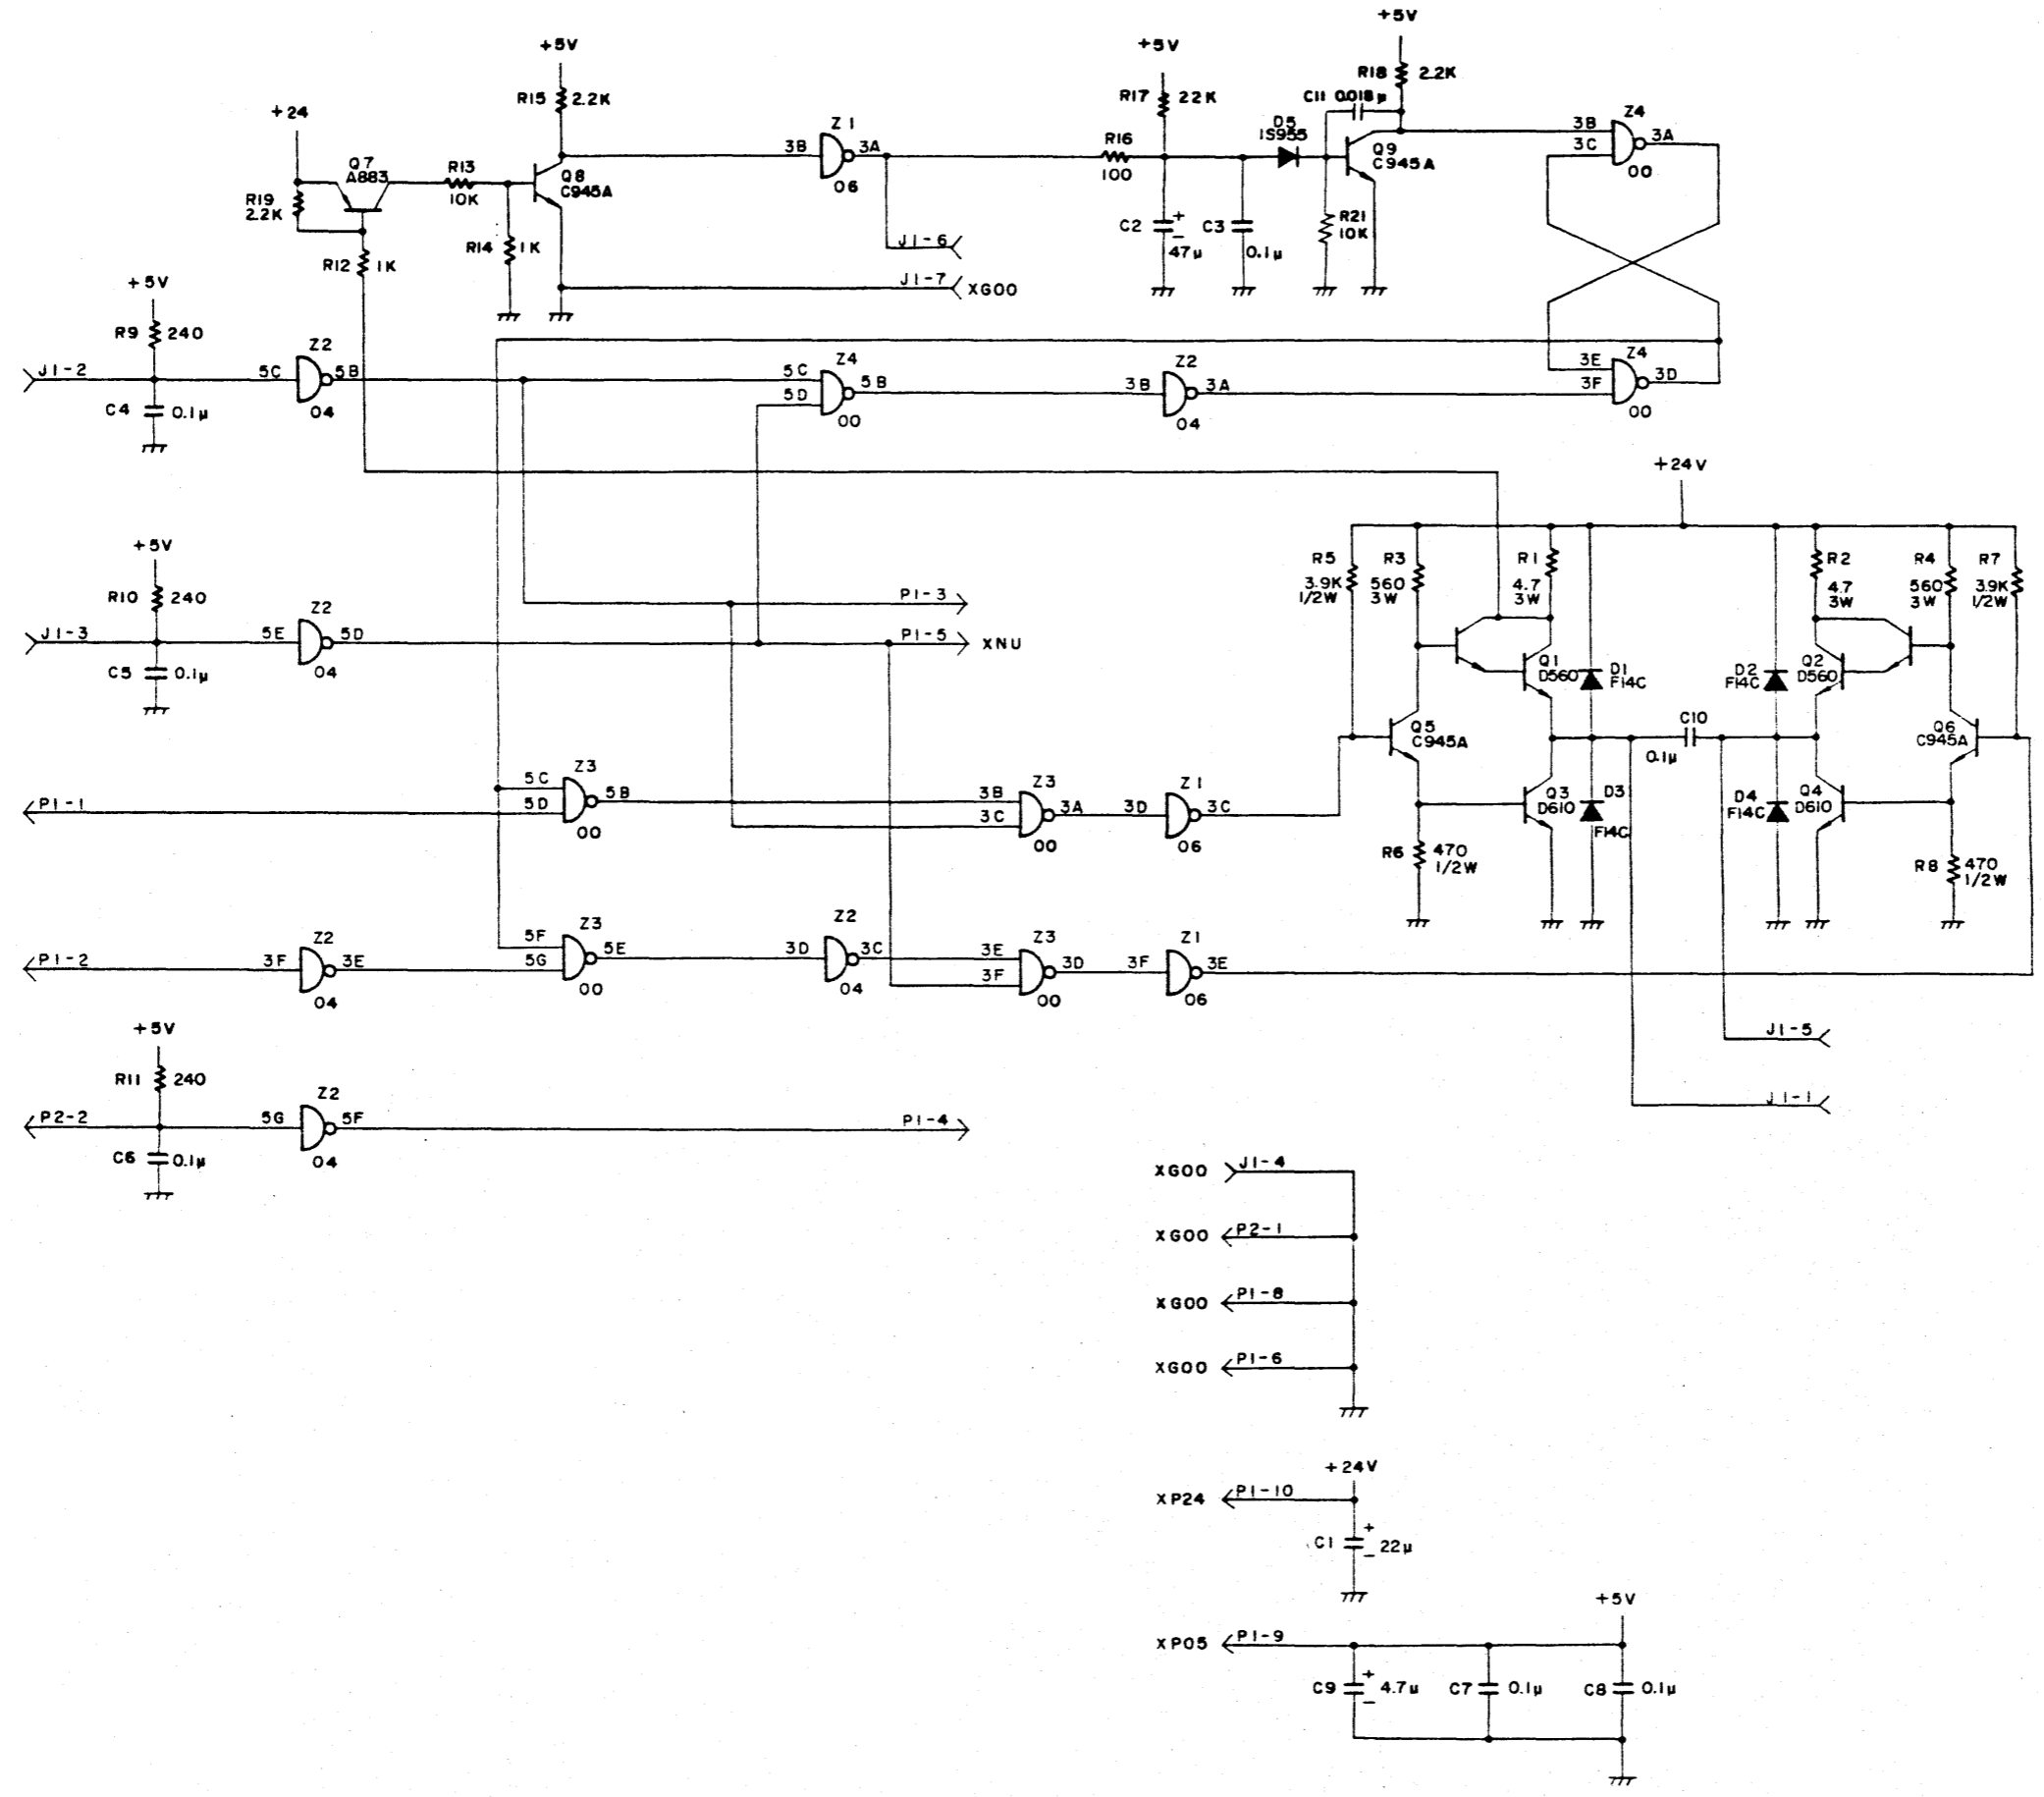 +5V
R18 2.2K
C11 0.018µ
+5V
R17 22K
+5V
R15 2.2K
+24
Q7
A883
R19
2.2K
R13
10K
Q8
C945A
R14 1K
R12 1K
3B Z1 3A
06
J1-6
J1-7 XG00
R16
100
C2 + - 47µ
C3 0.1µ
D5
1S955
Q9
C945A
R21
10K
3B Z4 3A
3C
00
+5V
R9 240
J1-2
C4 0.1µ
5C Z2 5B
04
5C Z4 5B
5D
00
3B Z2 3A
04
3E Z4 3D
3F
00
+5V
R10 240
J1-3
C5 0.1µ
5E Z2 5D
04
P1-3
P1-5 XNU
+24V
R5
3.9K
1/2W
R3
560
3W
R1
4.7
3W
R2
4.7
3W
R4
560
3W
R7
3.9K
1/2W
Q1
D560
D1
F14C
D2
F14C
Q2
D560
Q5
C945A
C10
0.1µ
Q6
C945A
Q3
D610
D3
F14C
D4
F14C
Q4
D610
R6 470
1/2W
R8 470
1/2W
P1-1
5C Z3 5B
5D
00
3B Z3 3A
3C
00
3D Z1 3C
06
P1-2
3F Z2 3E
04
5F Z3 5E
5G
00
3D Z2 3C
04
3E Z3 3D
3F
00
3F Z1 3E
06
J1-5
J1-1
+5V
R11 240
P2-2
C6 0.1µ
5G Z2 5F
04
P1-4
XG00 J1-4
XG00 P2-1
XG00 P1-8
XG00 P1-6
+24V
XP24 P1-10
C1 + - 22µ
+5V
XP05 P1-9
C9 + - 4.7µ
C7 0.1µ
C8 0.1µ